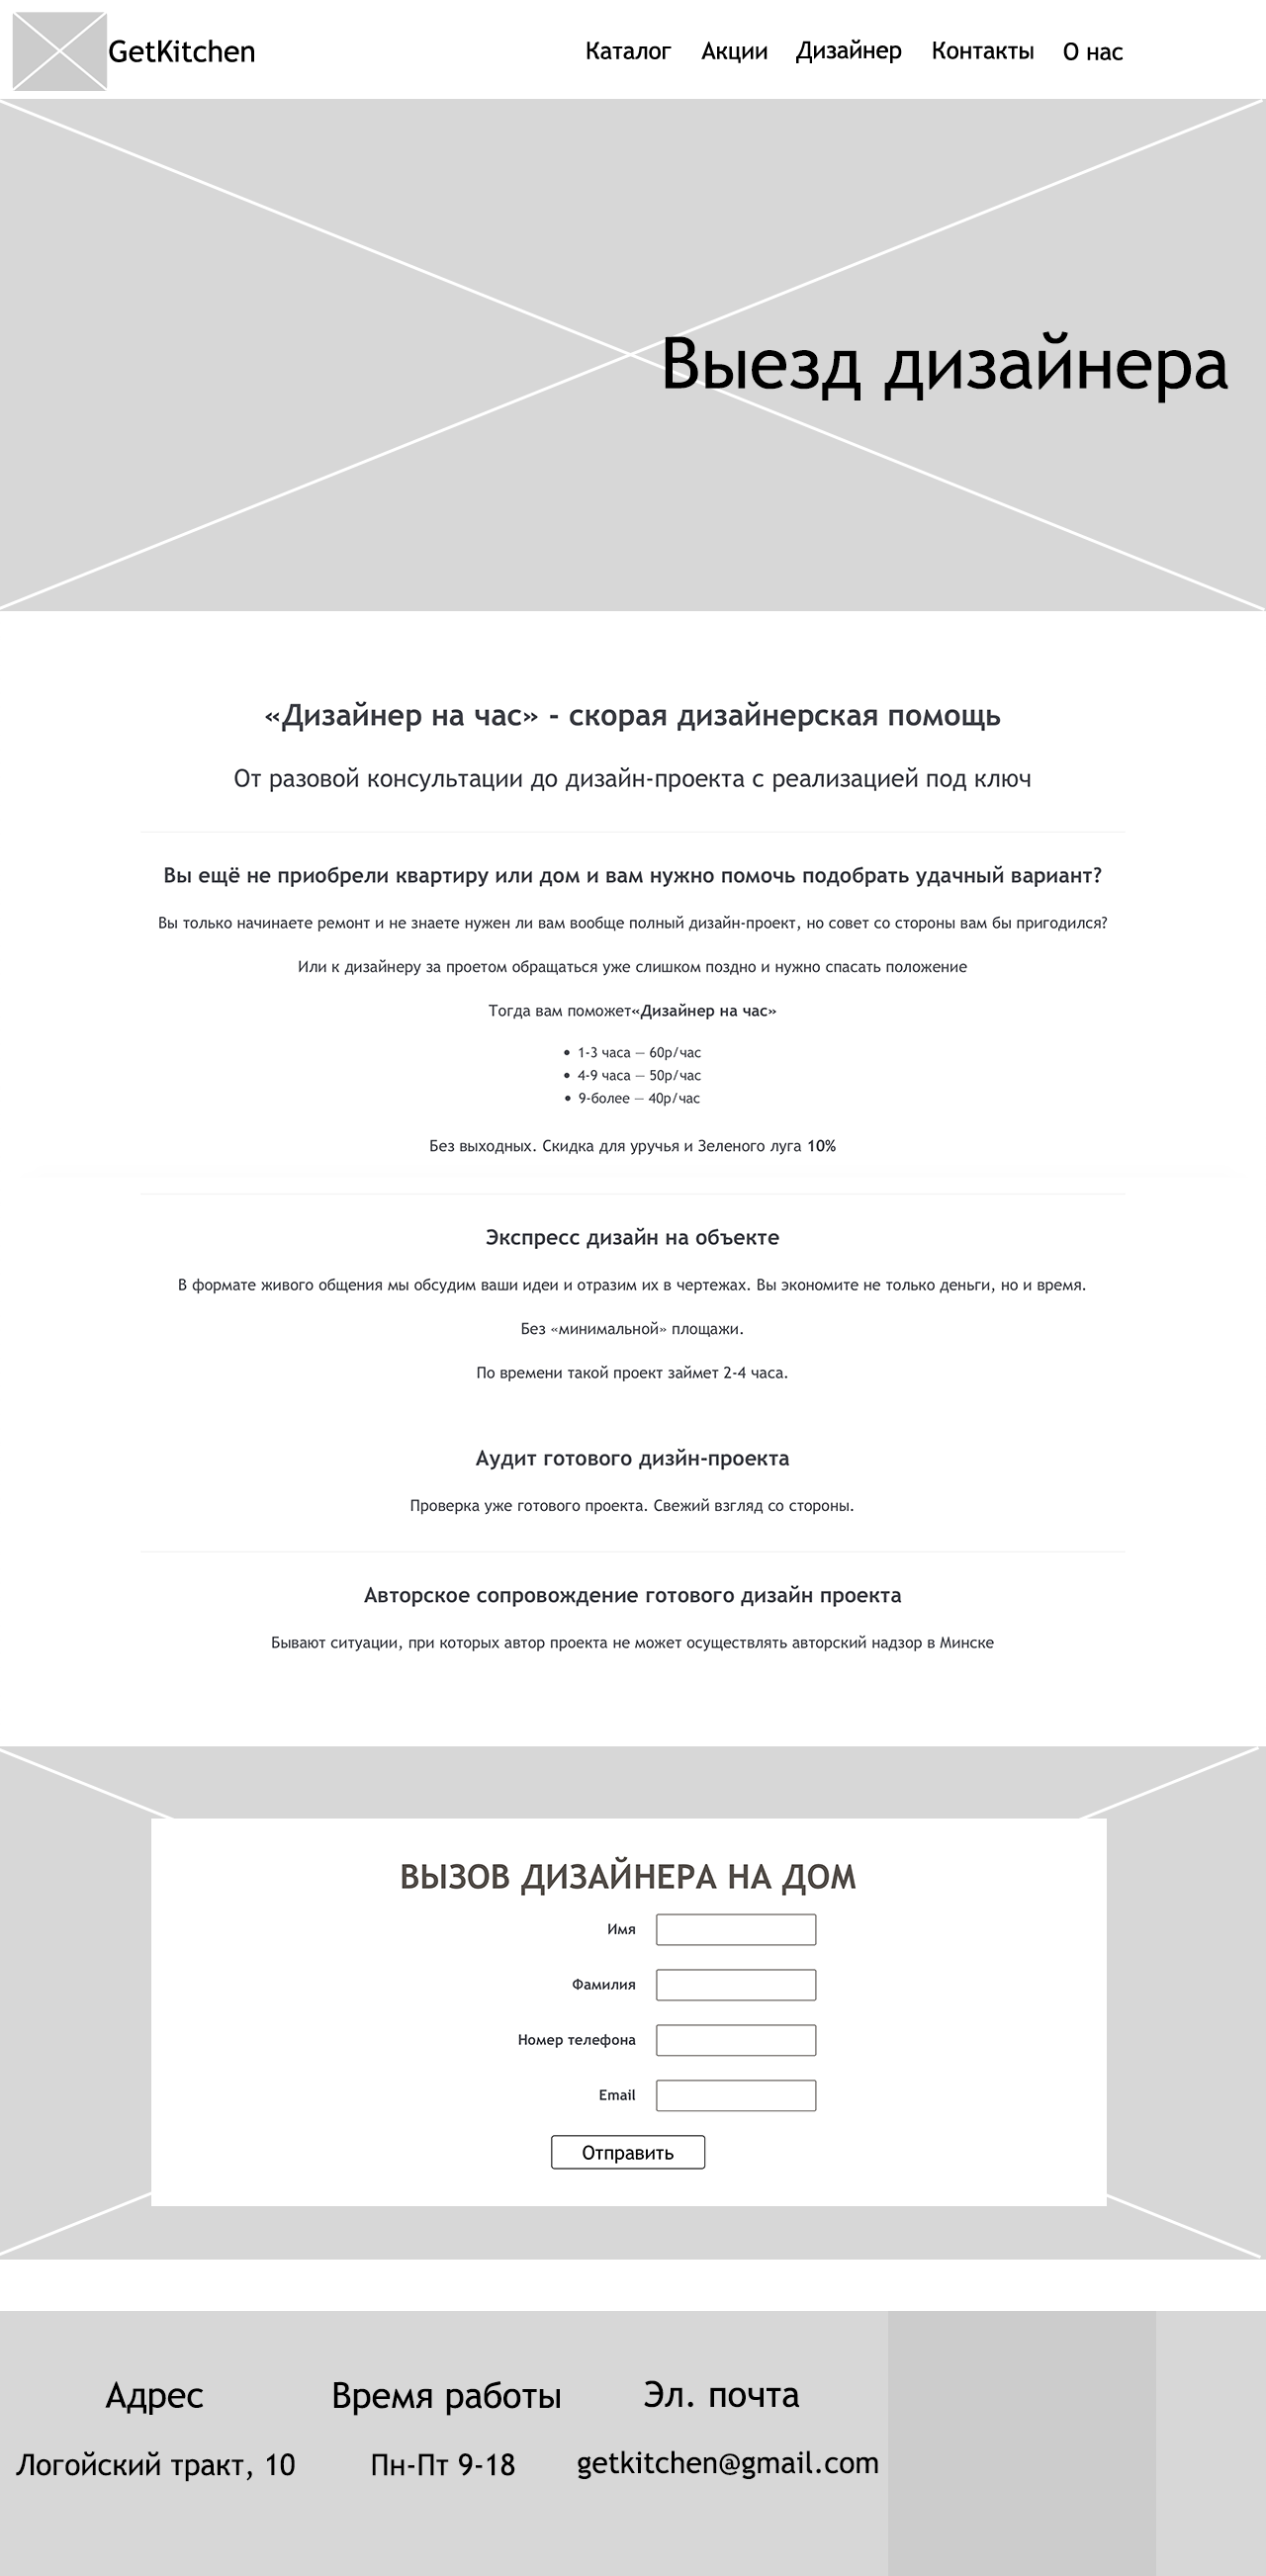 GetKitchen
Каталог Акции Дизайнер Контакты О нас
Выезд дизайнера
«Дизайнер на час» - скорая дизайнерская помощь
От разовой консультации до дизайн-проекта с реализацией под ключ
Вы ещё не приобрели квартиру или дом и вам нужно помочь подобрать удачный вариант?
Вы только начинаете ремонт и не знаете нужен ли вам вообще полный дизайн-проект, но совет со стороны вам бы пригодился?
Или к дизайнеру за проетом обращаться уже слишком поздно и нужно спасать положение
Тогда вам поможет«Дизайнер на час»
• 1-3 часа — 60р/час
• 4-9 часа — 50р/час
• 9-более — 40р/час
Без выходных. Скидка для уручья и Зеленого луга 10%
Экспресс дизайн на объекте
В формате живого общения мы обсудим ваши идеи и отразим их в чертежах. Вы экономите не только деньги, но и время.
Без «минимальной» площажи.
По времени такой проект займет 2-4 часа.
Аудит готового дизйн-проекта
Проверка уже готового проекта. Свежий взгляд со стороны.
Авторское сопровождение готового дизайн проекта
Бывают ситуации, при которых автор проекта не может осуществлять авторский надзор в Минске
ВЫЗОВ ДИЗАЙНЕРА НА ДОМ
Имя
Фамилия
Номер телефона
Email
Отправить
Адрес Время работы Эл. почта
Логойский тракт, 10 Пн-Пт 9-18 getkitchen@gmail.com